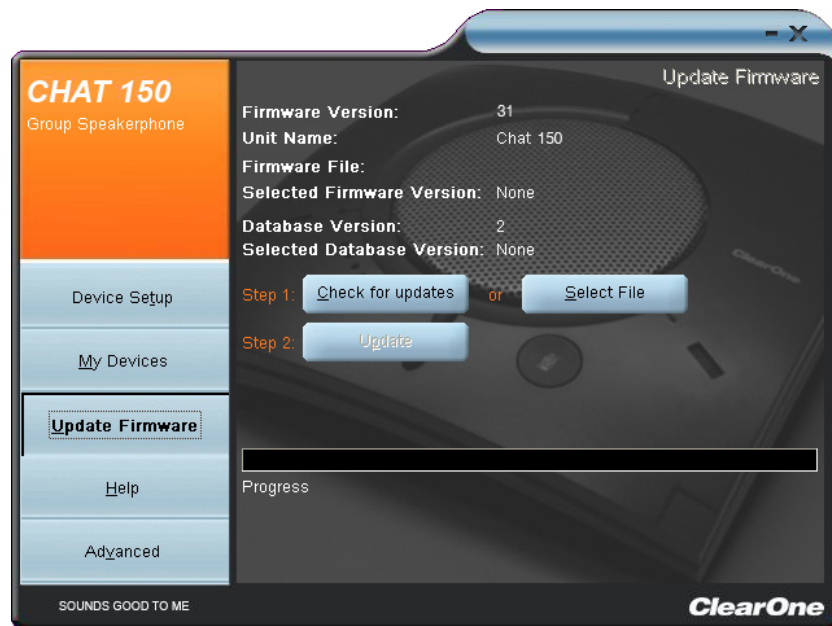 CHAT 150
Group Speakerphone
Update Firmware
Firmware Version: 31
Unit Name: Chat 150
Firmware File:
Selected Firmware Version: None
Database Version: 2
Selected Database Version: None
Step 1: Check for updates or Select File
Step 2: Update
Progress
Device Setup
My Devices
Update Firmware
Help
Advanced
SOUNDS GOOD TO ME
ClearOne
ClearOne